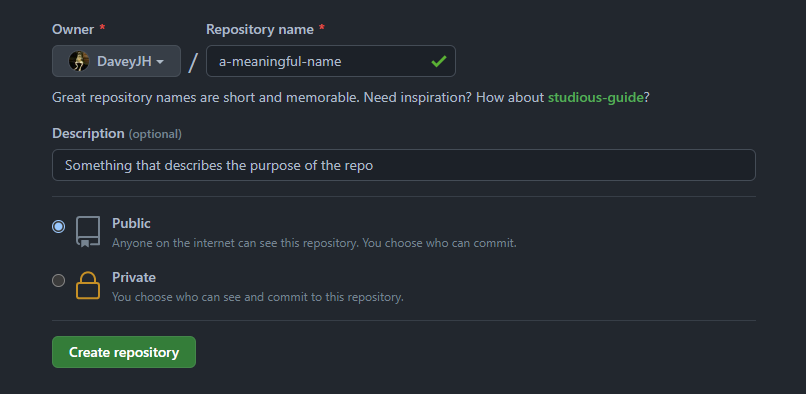 Owner * Repository name *
DaveyJH / a-meaningful-name
Great repository names are short and memorable. Need inspiration? How about studious-guide?
Description (optional)
Something that describes the purpose of the repo
Public
Anyone on the internet can see this repository. You choose who can commit.
Private
You choose who can see and commit to this repository.
Create repository